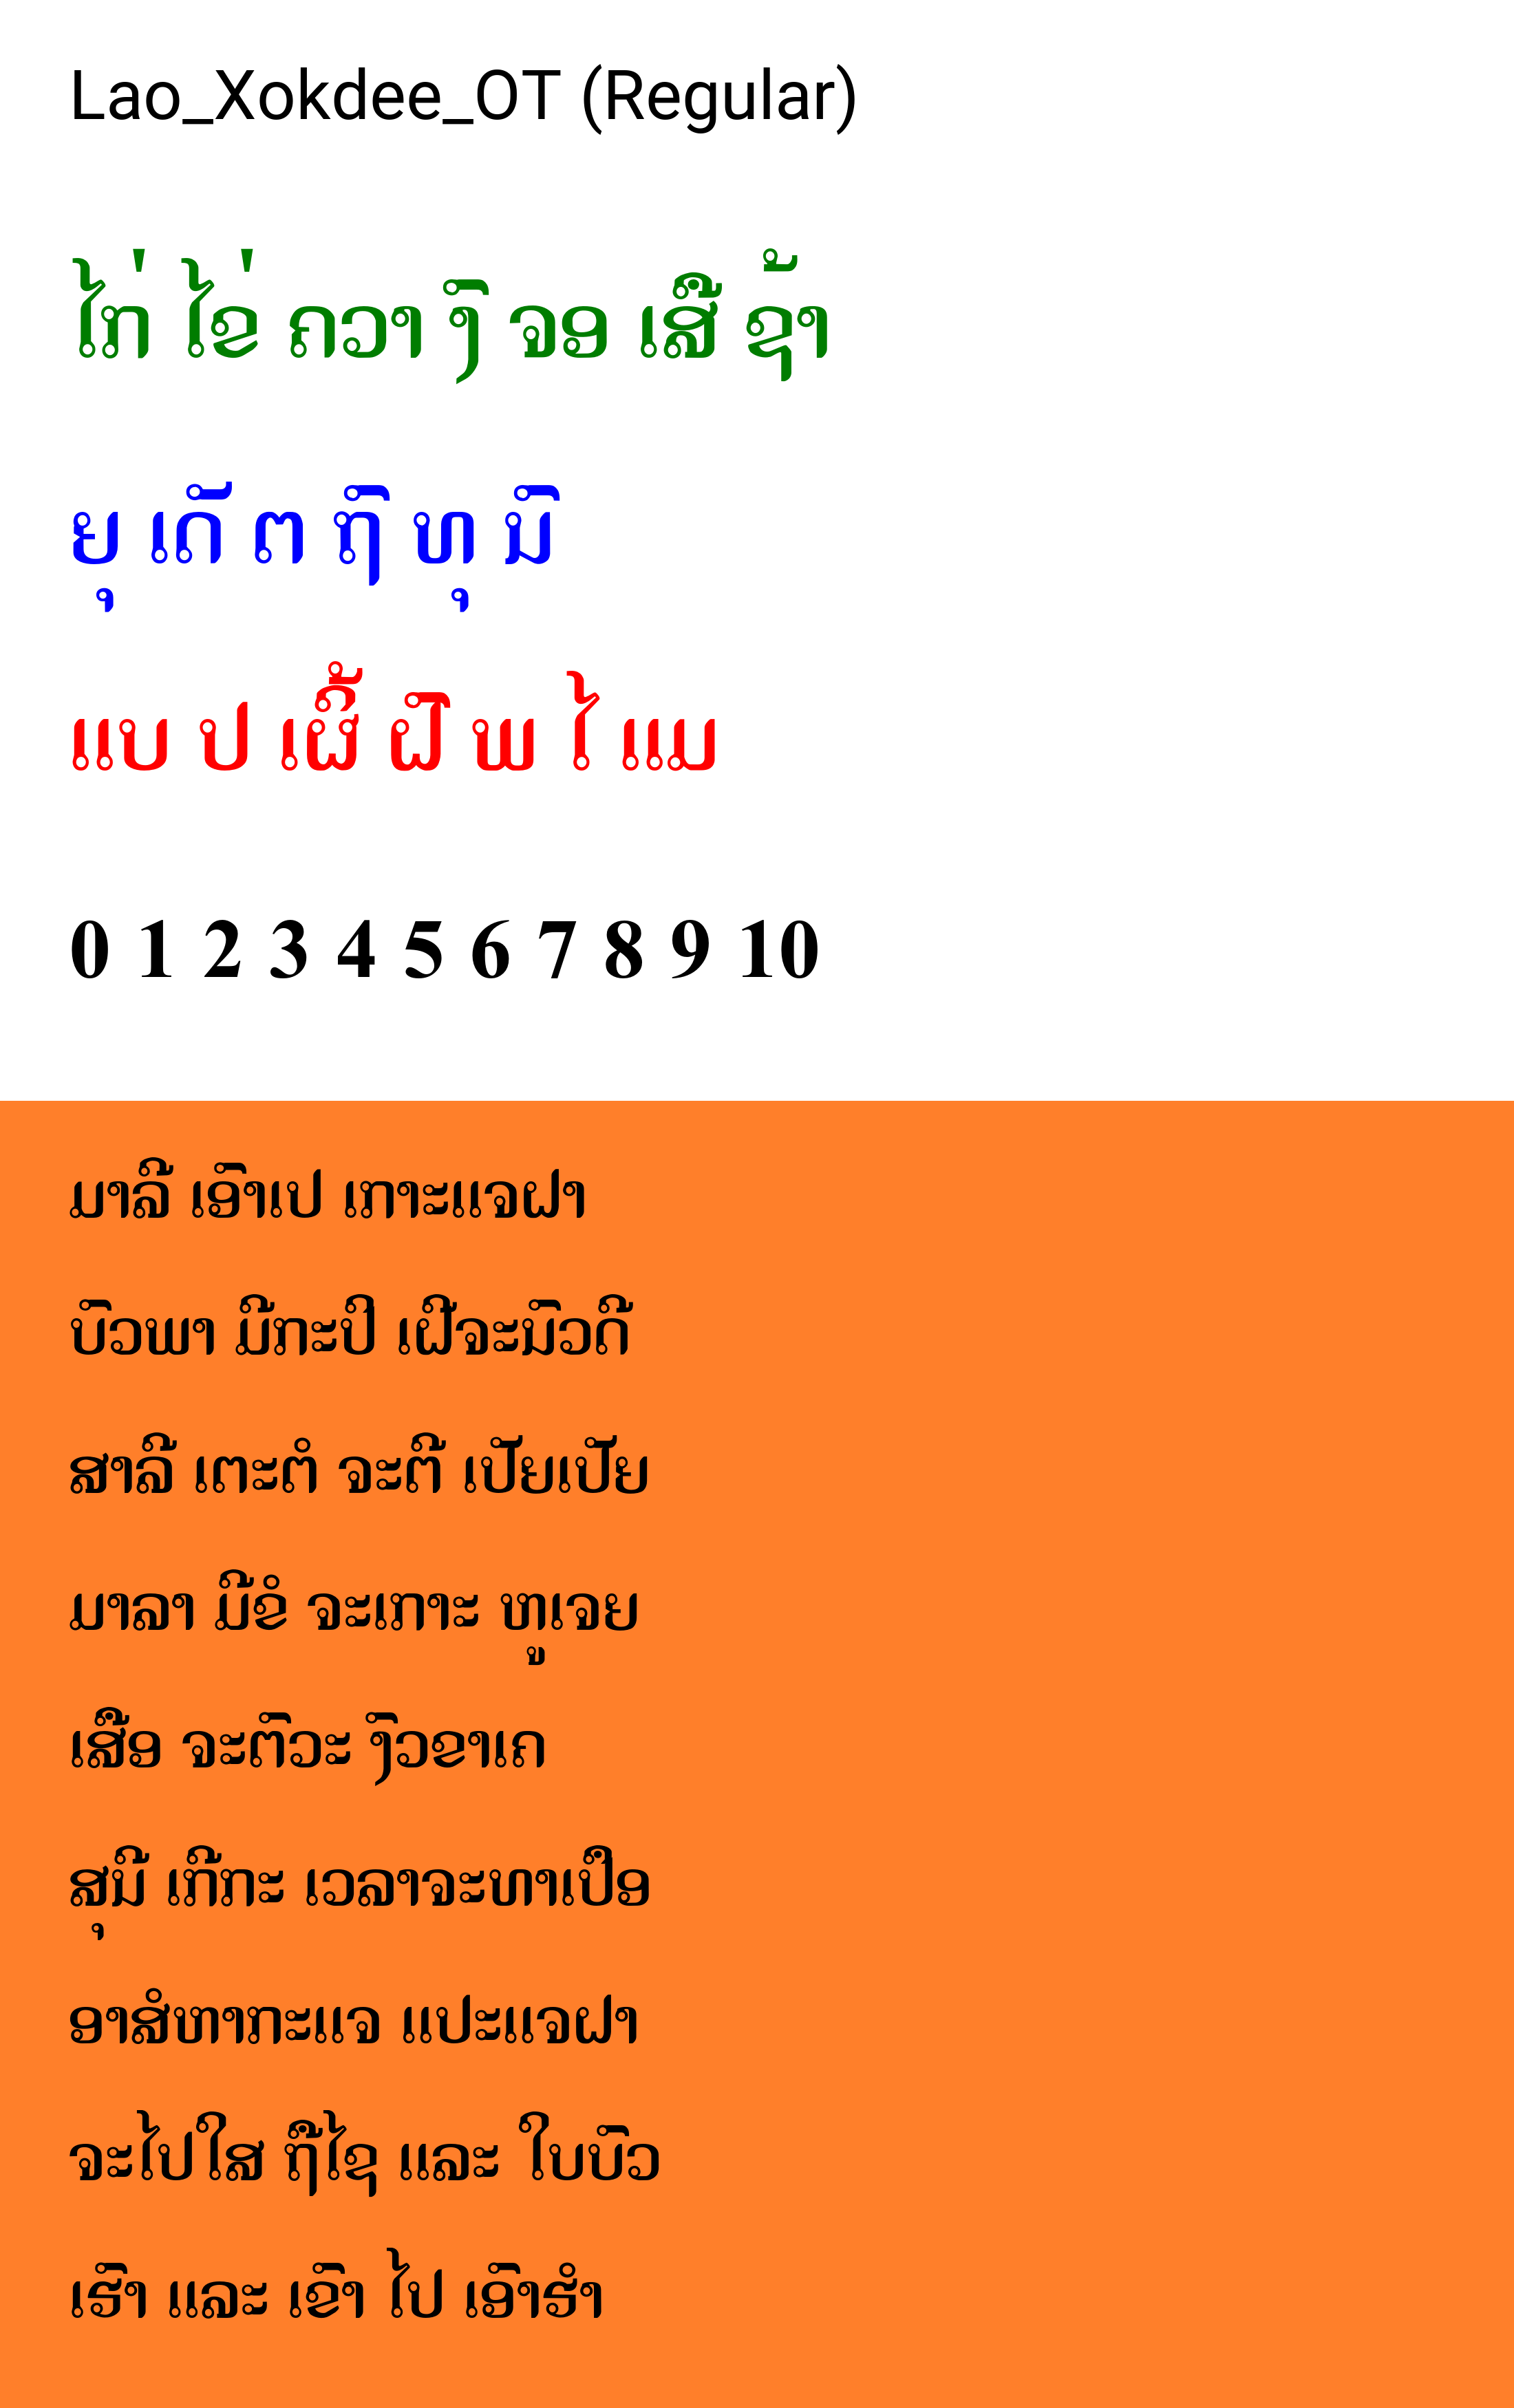 Lao_Xokdee_OT (Regular)
ໄກ່ ໄຂ່ ຄວາ ງົ ຈອ ເສື ຊ້າ
ຍຸ ເດັ ຕ ຖົ ທຸ ນົ
ແບ ປ ເຜິ້ ຝົ ພ ໄ ແມ
0 1 2 3 4 5 6 7 8 9 10
ມາລີ ເອົາເປ ເກາະແຈຝາ
ບົວພາ ມີກະປິ ເຝີຈະນົວດີ
ສາລີ ເຕະຕໍ ຈະຕີ ເປັຍເປັຍ
ມາລາ ມີຂໍ ຈະເກາະ ຫູເຈຍ
ເສືອ ຈະຕົວະ ງົວຂາເຄ
ສຸນີ ເກີກະ ເວລາຈະທາເປືອ
ອາສໍຫາກະແຈ ແປະແຈຝາ
ຈະໄປໃສ ຖືໄຊ ແລະ ໃບບົວ
ເຮົາ ແລະ ເຂົາ ໄປ ເອົາຮໍາ